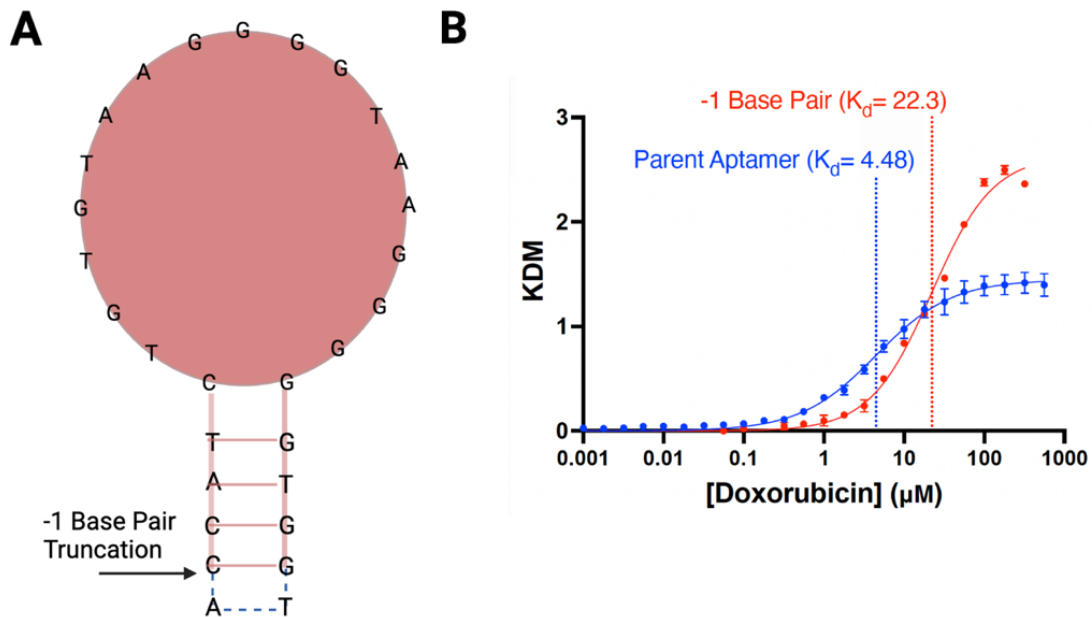 A
G G G
A G
A T
T A
G A
T G
G G
T G
C G
T G
A T
C G
C G
A T
-1 Base Pair
Truncation
B
-1 Base Pair (Kd= 22.3)
Parent Aptamer (Kd= 4.48)
KDM
3
2
1
0
0.001 0.01 0.1 1 10 100 1000
[Doxorubicin] (μM)